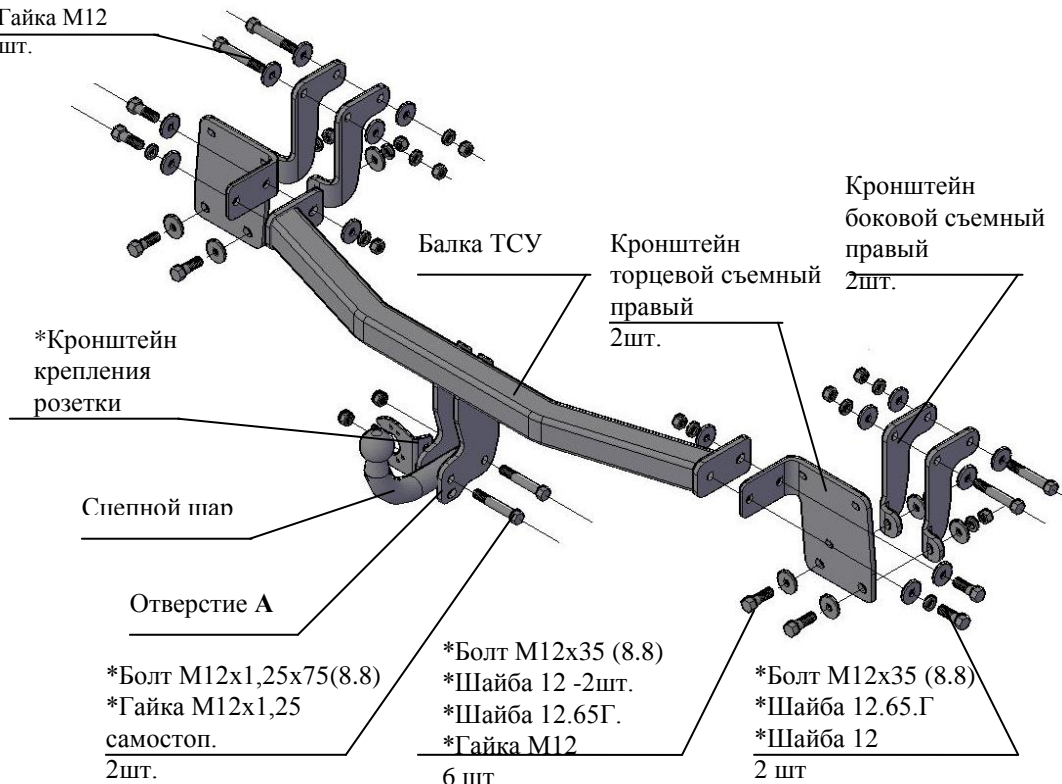 Гайка М12
шт.
Балка ТСУ
Кронштейн
торцевой съемный
правый
2шт.
Кронштейн
боковой съемный
правый
2шт.
*Кронштейн
крепления
розетки
Сцепной шар
Отверстие А
*Болт М12х1,25х75(8.8)
*Гайка М12х1,25
самостоп.
2шт.
*Болт М12х35 (8.8)
*Шайба 12 -2шт.
*Шайба 12.65Г.
*Гайка М12
6 шт
*Болт М12х35 (8.8)
*Шайба 12.65.Г
*Шайба 12
2 шт